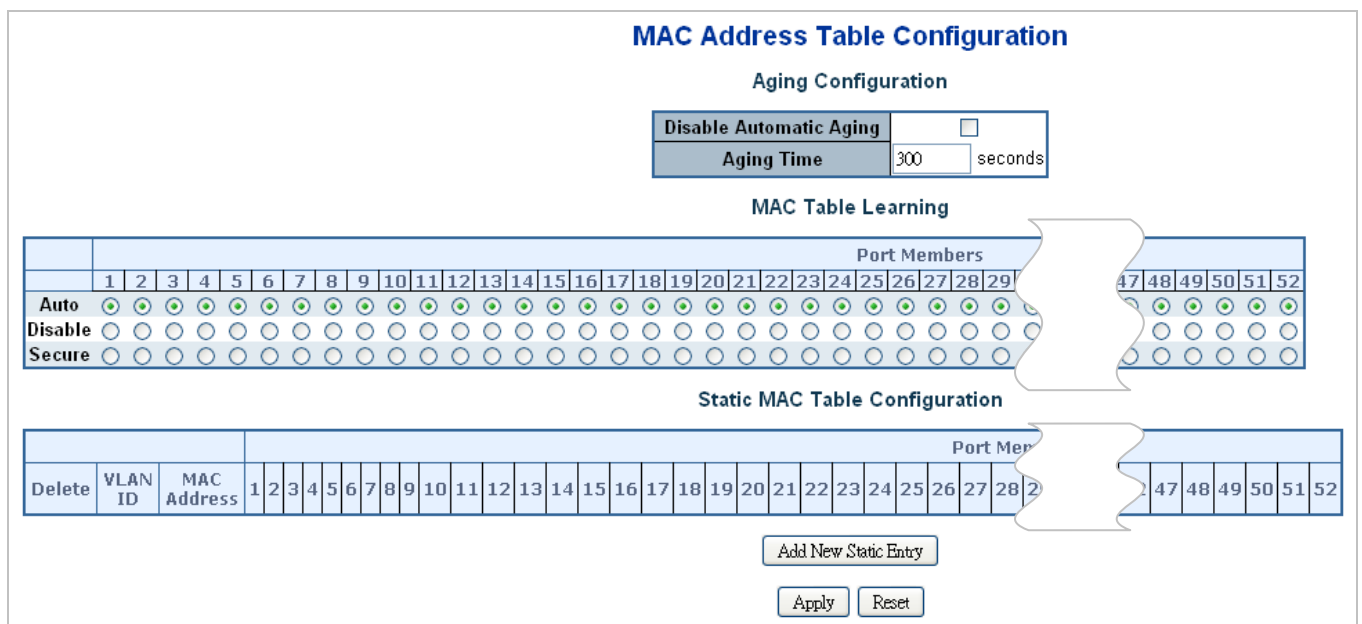 MAC Address Table Configuration
Aging Configuration
Disable Automatic Aging
Aging Time 300 seconds
MAC Table Learning
Port Members
1 2 3 4 5 6 7 8 9 10 11 12 13 14 15 16 17 18 19 20 21 22 23 24 25 26 27 28 29 47 48 49 50 51 52
Auto
Disable
Secure
Static MAC Table Configuration
Port Mem
Delete VLAN ID MAC Address 1 2 3 4 5 6 7 8 9 10 11 12 13 14 15 16 17 18 19 20 21 22 23 24 25 26 27 28 47 48 49 50 51 52
Add New Static Entry
Apply Reset